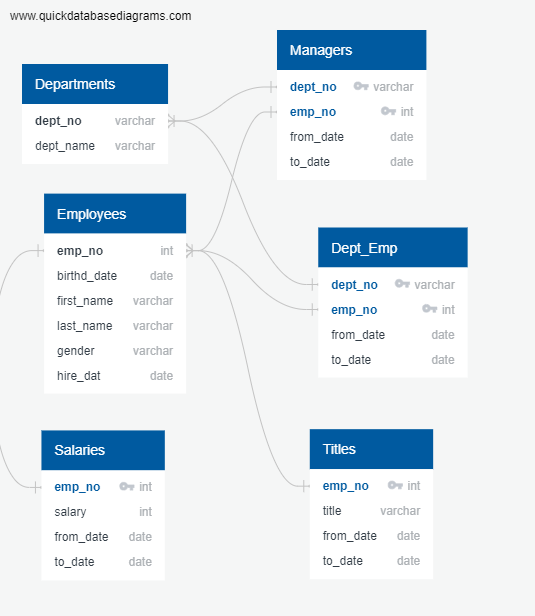 www.quickdatabasediagrams.com
Managers
dept_no varchar
emp_no int
from_date date
to_date date
Departments
dept_no varchar
dept_name varchar
Employees
emp_no int
birthd_date date
first_name varchar
last_name varchar
gender varchar
hire_dat date
Dept_Emp
dept_no varchar
emp_no int
from_date date
to_date date
Salaries
emp_no int
salary int
from_date date
to_date date
Titles
emp_no int
title varchar
from_date date
to_date date